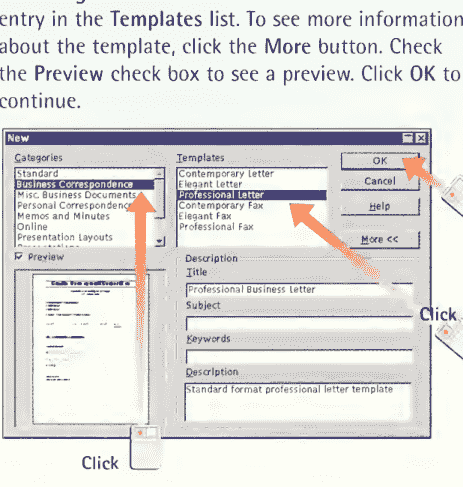 entry in the Templates list. To see more information
about the template, click the More button. Check
the Preview check box to see a preview. Click OK to
continue.
New
Categories
Standard
Business Correspondence
Misc. Business Documents
Personal Correspondence
Memos and Minutes
Online
Presentation Layouts
Templates
Contemporary Letter
Elegant Letter
Professional Letter
Contemporary Fax
Elegant Fax
Professional Fax
OK
Cancel
Help
More <<
Preview
Description
Title
Professional Business Letter
Subject
Keywords
Description
Standard format professional letter template
Click
Click